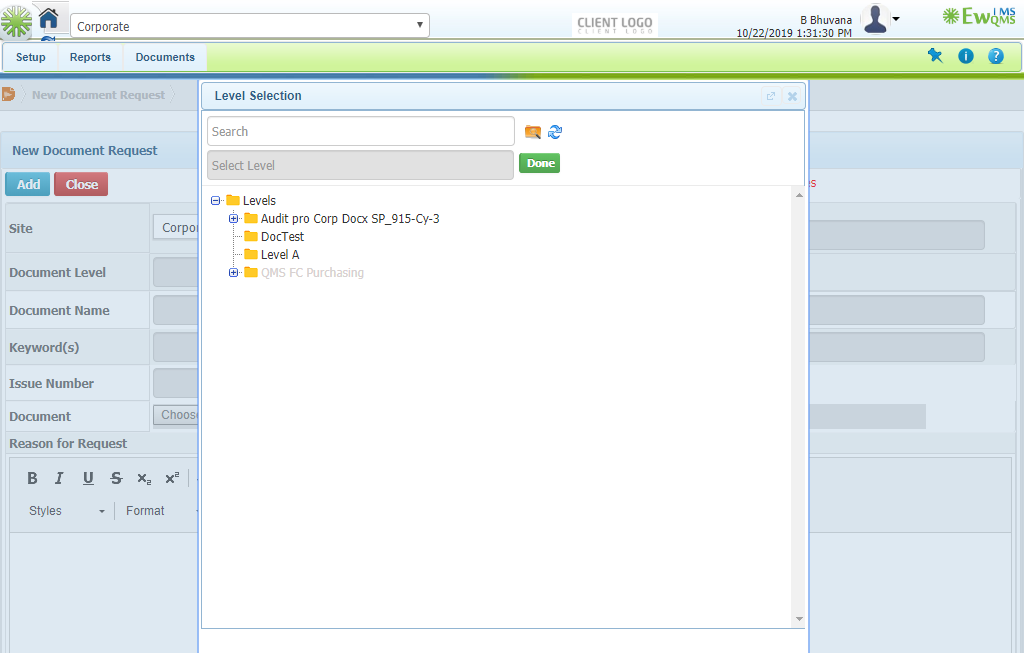 Corporate
CLIENT LOGO
CLIENT LOGO
B Bhuvana
10/22/2019 1:31:30 PM
EwQMS
IMS
Setup
Reports
Documents
New Document Request
Level Selection
Search
New Document Request
Select Level
Done
Add
Close
Levels
Audit pro Corp Docx SP_915-Cy-3
DocTest
Level A
QMS FC Purchasing
Site
Corpo
Document Level
Document Name
Keyword(s)
Issue Number
Document
Choos
Reason for Request
B I U S x2 x2
Styles
Format